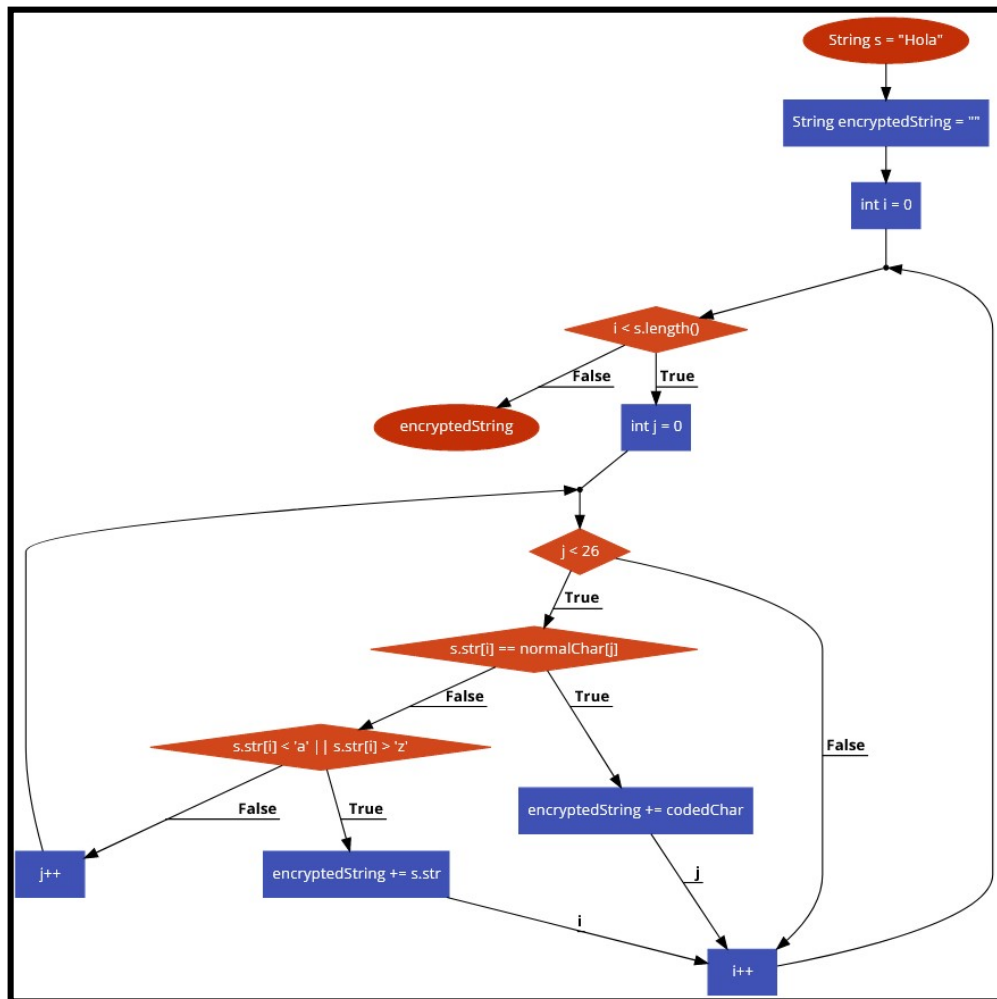 String s = "Hola"
String encryptedString = ""
int i = 0
i < s.length()
False
True
encryptedString
int j = 0
j < 26
True
s.str[i] == normalChar[j]
False
True
s.str[i] < 'a' || s.str[i] > 'z'
False
False
True
encryptedString += codedChar
j++
encryptedString += s.str
j
i
i++